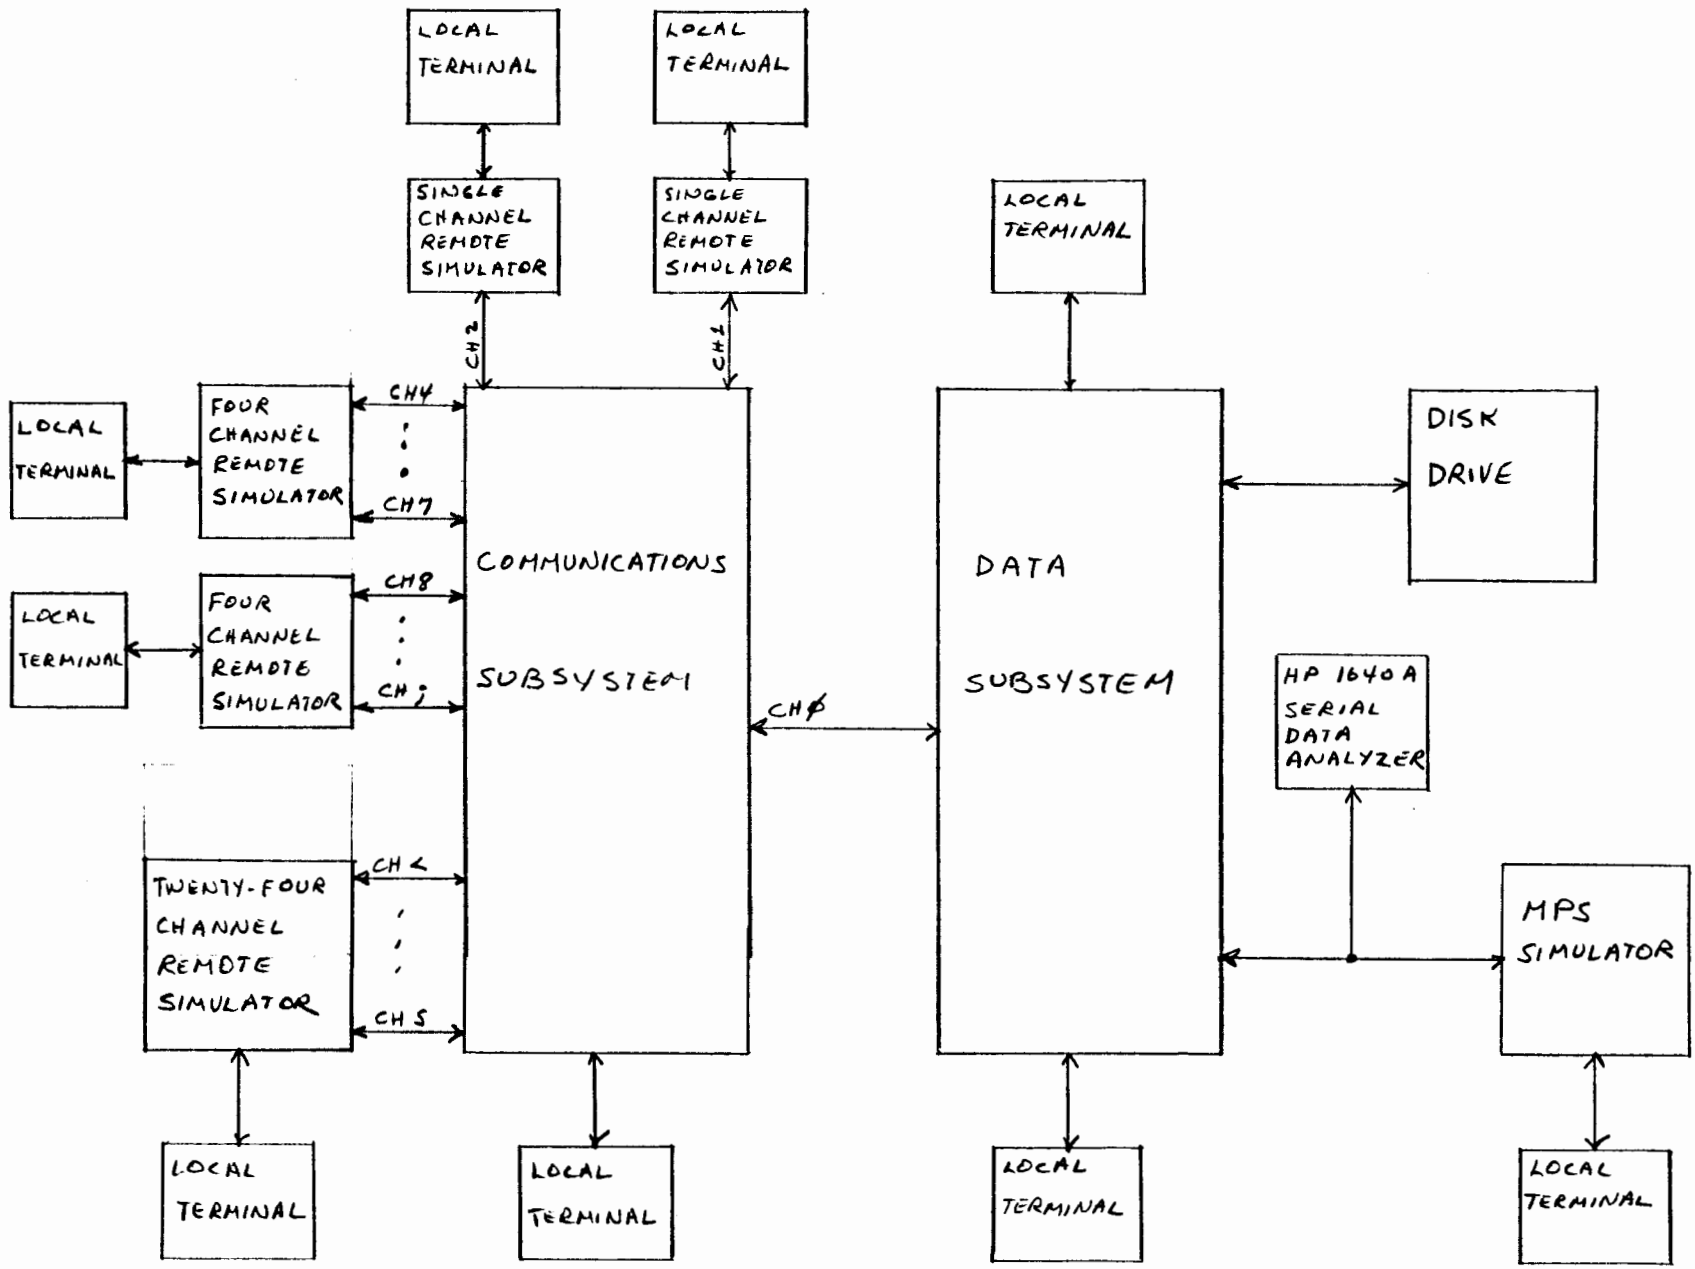 LOCAL
TERMINAL
LOCAL
TERMINAL
SINGLE
CHANNEL
REMOTE
SIMULATOR
SINGLE
CHANNEL
REMOTE
SIMULATOR
LOCAL
TERMINAL
CH2
CH1
LOCAL
TERMINAL
FOUR
CHANNEL
REMOTE
SIMULATOR
CH4
CH7
LOCAL
TERMINAL
FOUR
CHANNEL
REMOTE
SIMULATOR
CH8
CH;
COMMUNICATIONS
SUBSYSTEM
CHØ
DATA
SUBSYSTEM
DISK
DRIVE
HP 1640A
SERIAL
DATA
ANALYZER
TWENTY-FOUR
CHANNEL
REMOTE
SIMULATOR
CH<
CHS
MPS
SIMULATOR
LOCAL
TERMINAL
LOCAL
TERMINAL
LOCAL
TERMINAL
LOCAL
TERMINAL